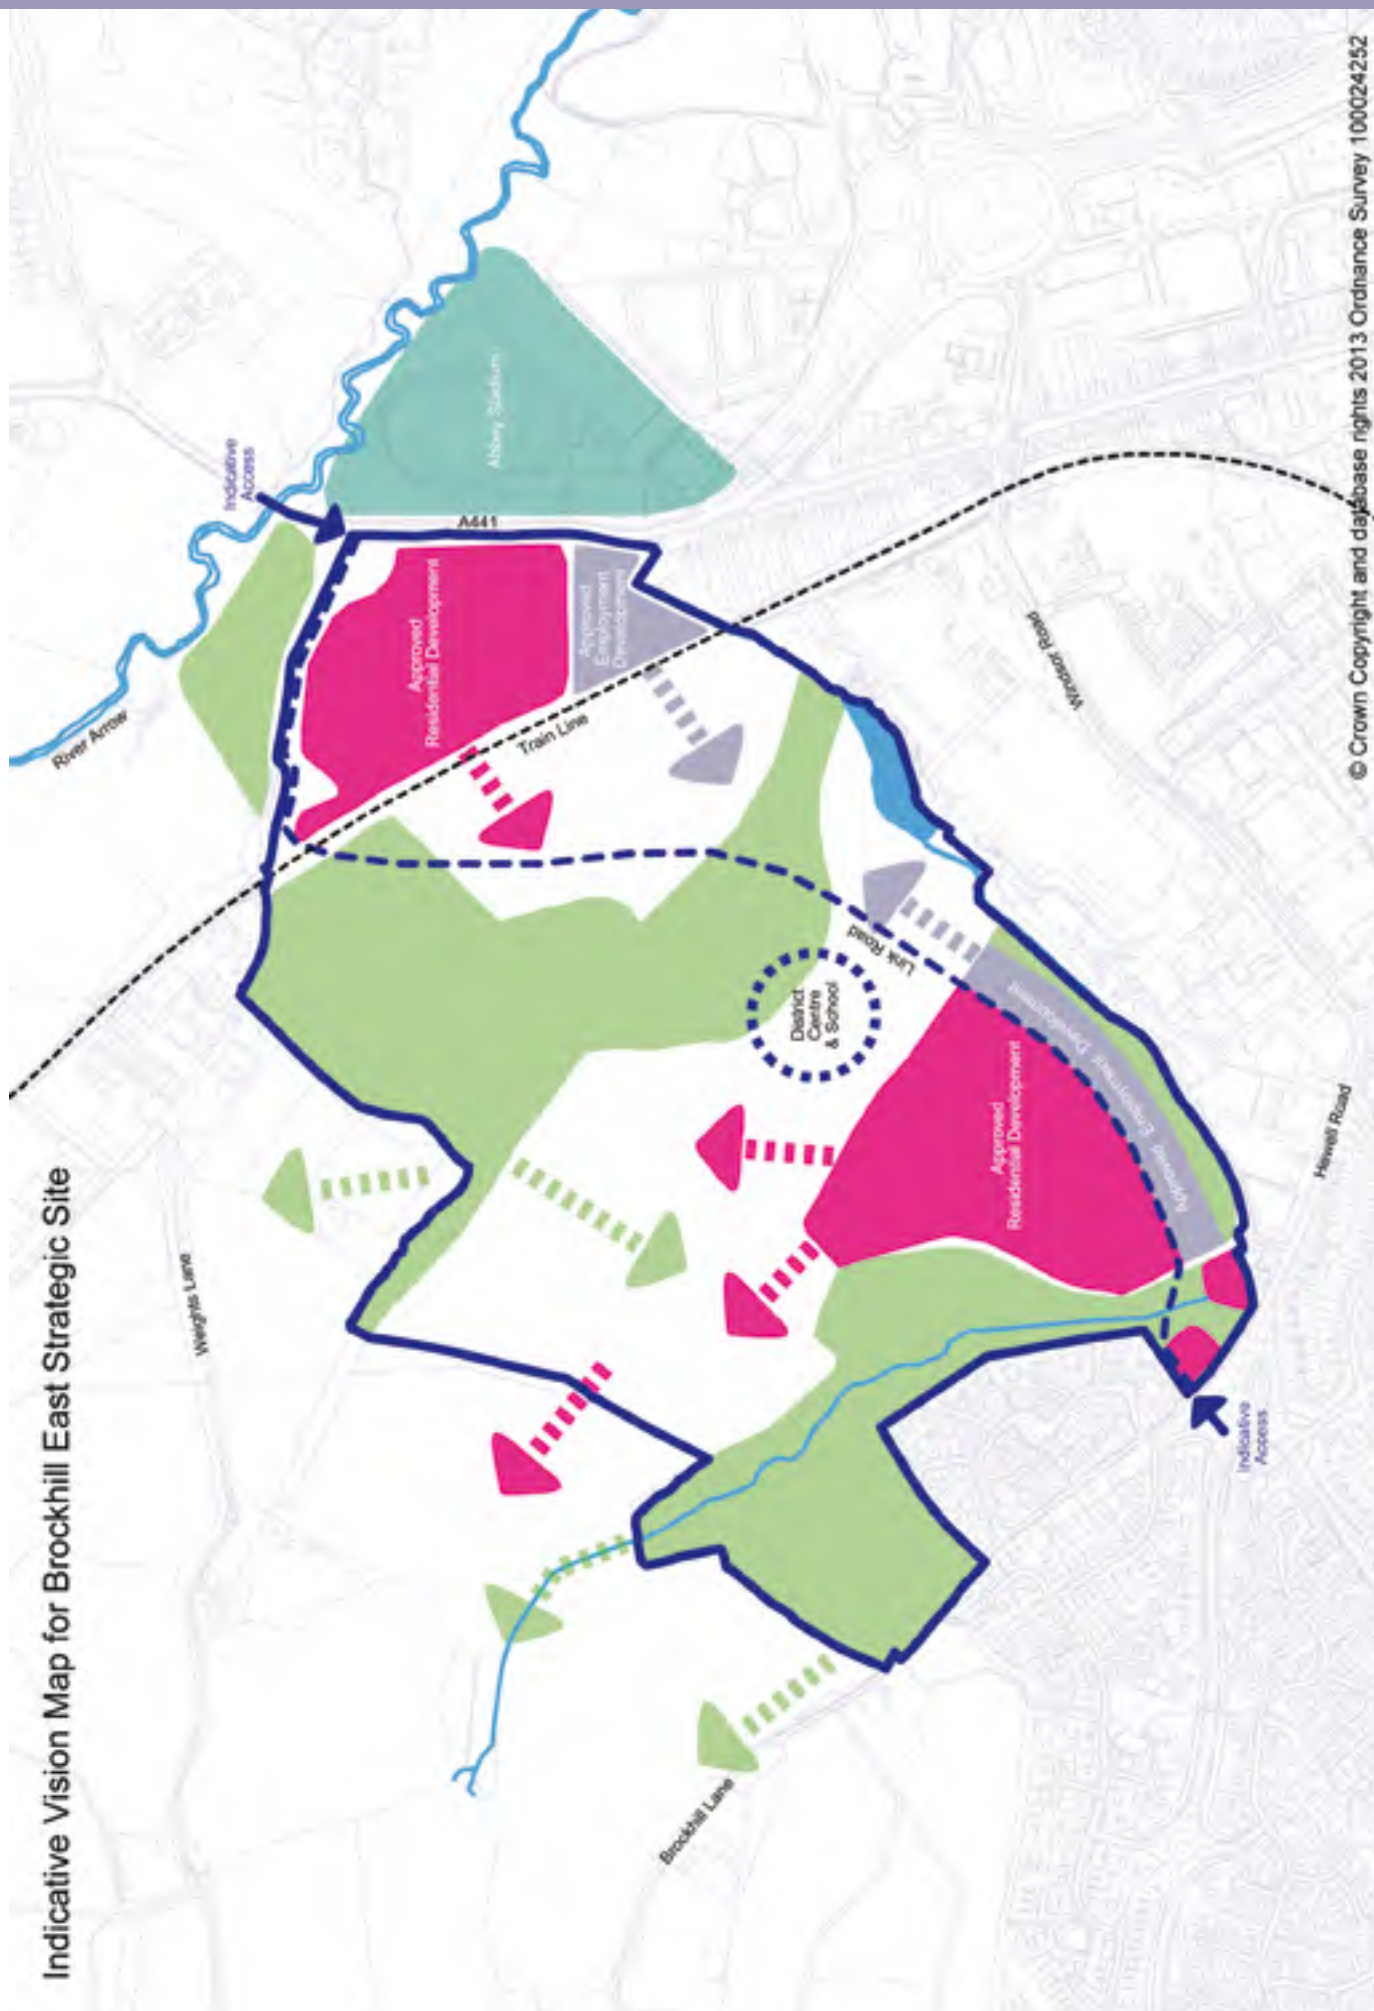 Indicative Vision Map for Brockhill East Strategic Site
Weights Lane
River Arrow
Indicative
Access
Approved
Residential Development
A441
Abbey Stadium
Train Line
Approved
Employment
Development
Brockhill Lane
District
Centre
& School
Link Road
Approved
Residential Development
Approved Employment Development
Windsor Road
Indicative
Access
Hewell Road
© Crown Copyright and database rights 2013 Ordnance Survey 100024252